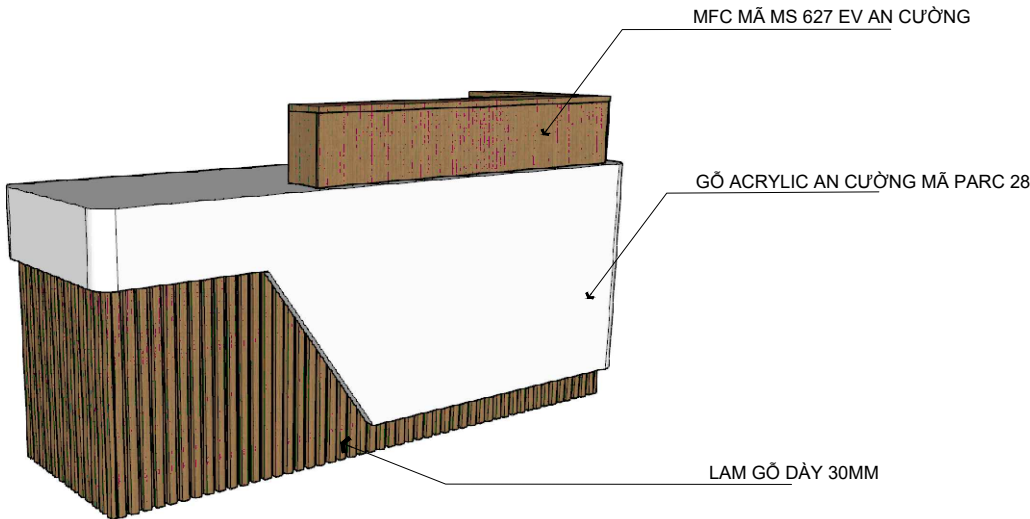 MFC MÃ MS 627 EV AN CƯỜNG
GỖ ACRYLIC AN CƯỜNG MÃ PARC 28
LAM GỖ DÀY 30MM